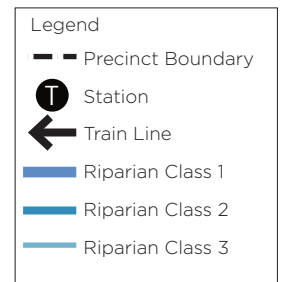 Legend
Precinct Boundary
T Station
Train Line
Riparian Class 1
Riparian Class 2
Riparian Class 3